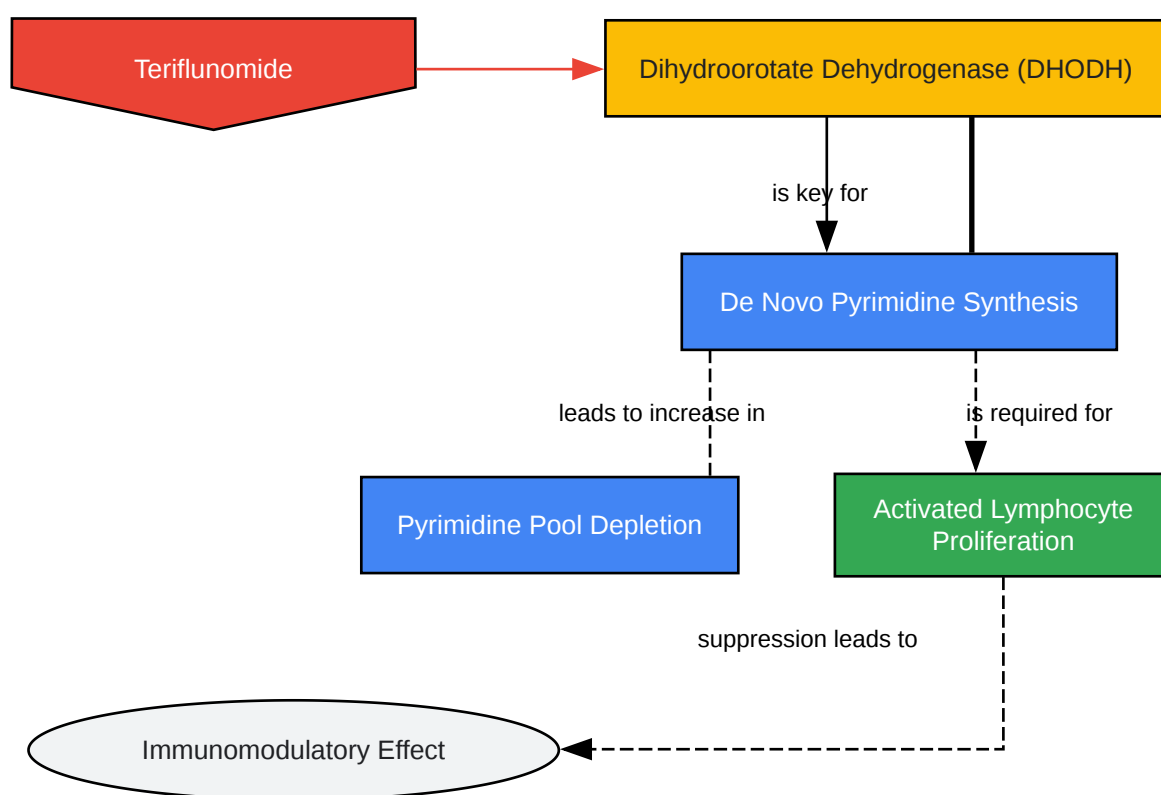 Teriflunomide
Dihydroorotate Dehydrogenase (DHODH)
is key for
De Novo Pyrimidine Synthesis
leads to increase in
is required for
Pyrimidine Pool Depletion
Activated Lymphocyte
Proliferation
suppression leads to
Immunomodulatory Effect